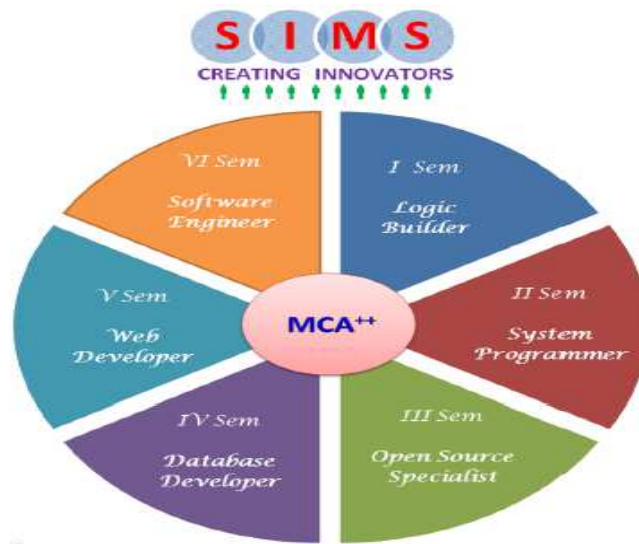 S I M S
CREATING INNOVATORS
I Sem
Logic
Builder
II Sem
System
Programmer
III Sem
Open Source
Specialist
IV Sem
Database
Developer
V Sem
Web
Developer
VI Sem
Software
Engineer
MCA++